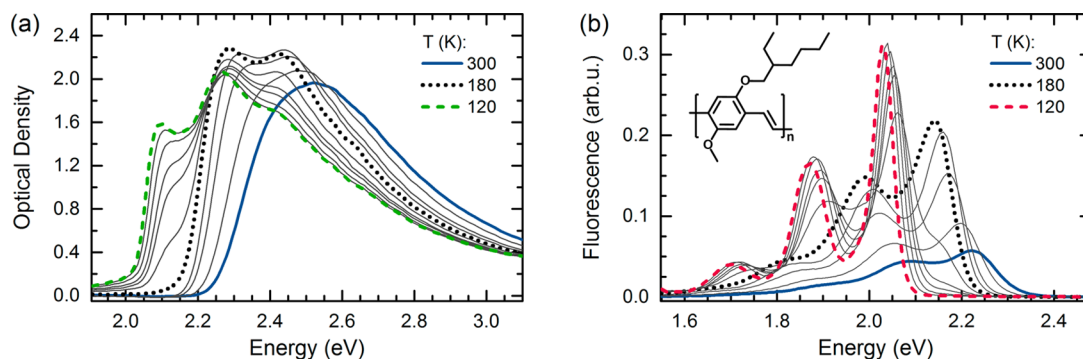 (a)
2.4
2.0
1.6
1.2
0.8
0.4
0.0
Optical Density
2.0 2.2 2.4 2.6 2.8 3.0
Energy (eV)
T (K):
300
180
120
(b)
0.3
0.2
0.1
0.0
Fluorescence (arb.u.)
1.6 1.8 2.0 2.2 2.4
Energy (eV)
T (K):
300
180
120
O
O
n